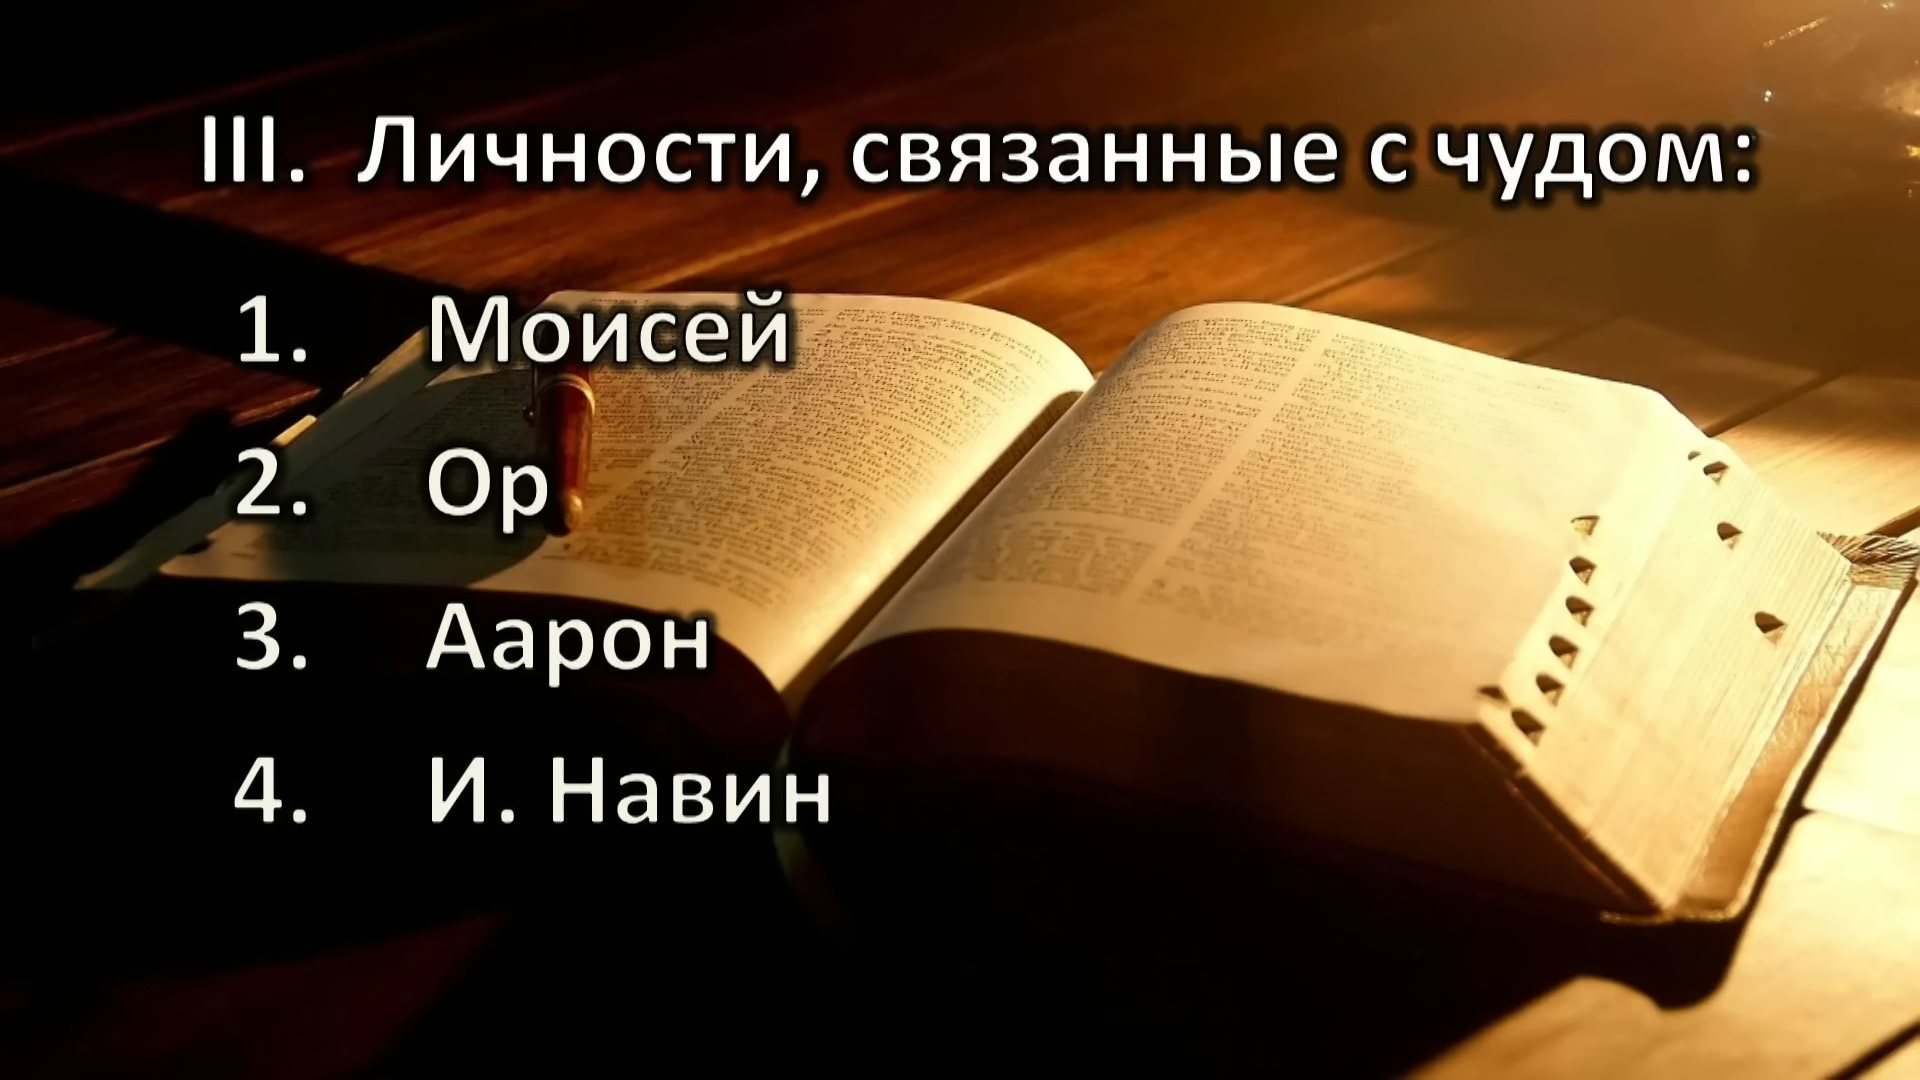 III. Личности, связанные с чудом:
1. Моисей
2. Ор
3. Аарон
4. И. Навин